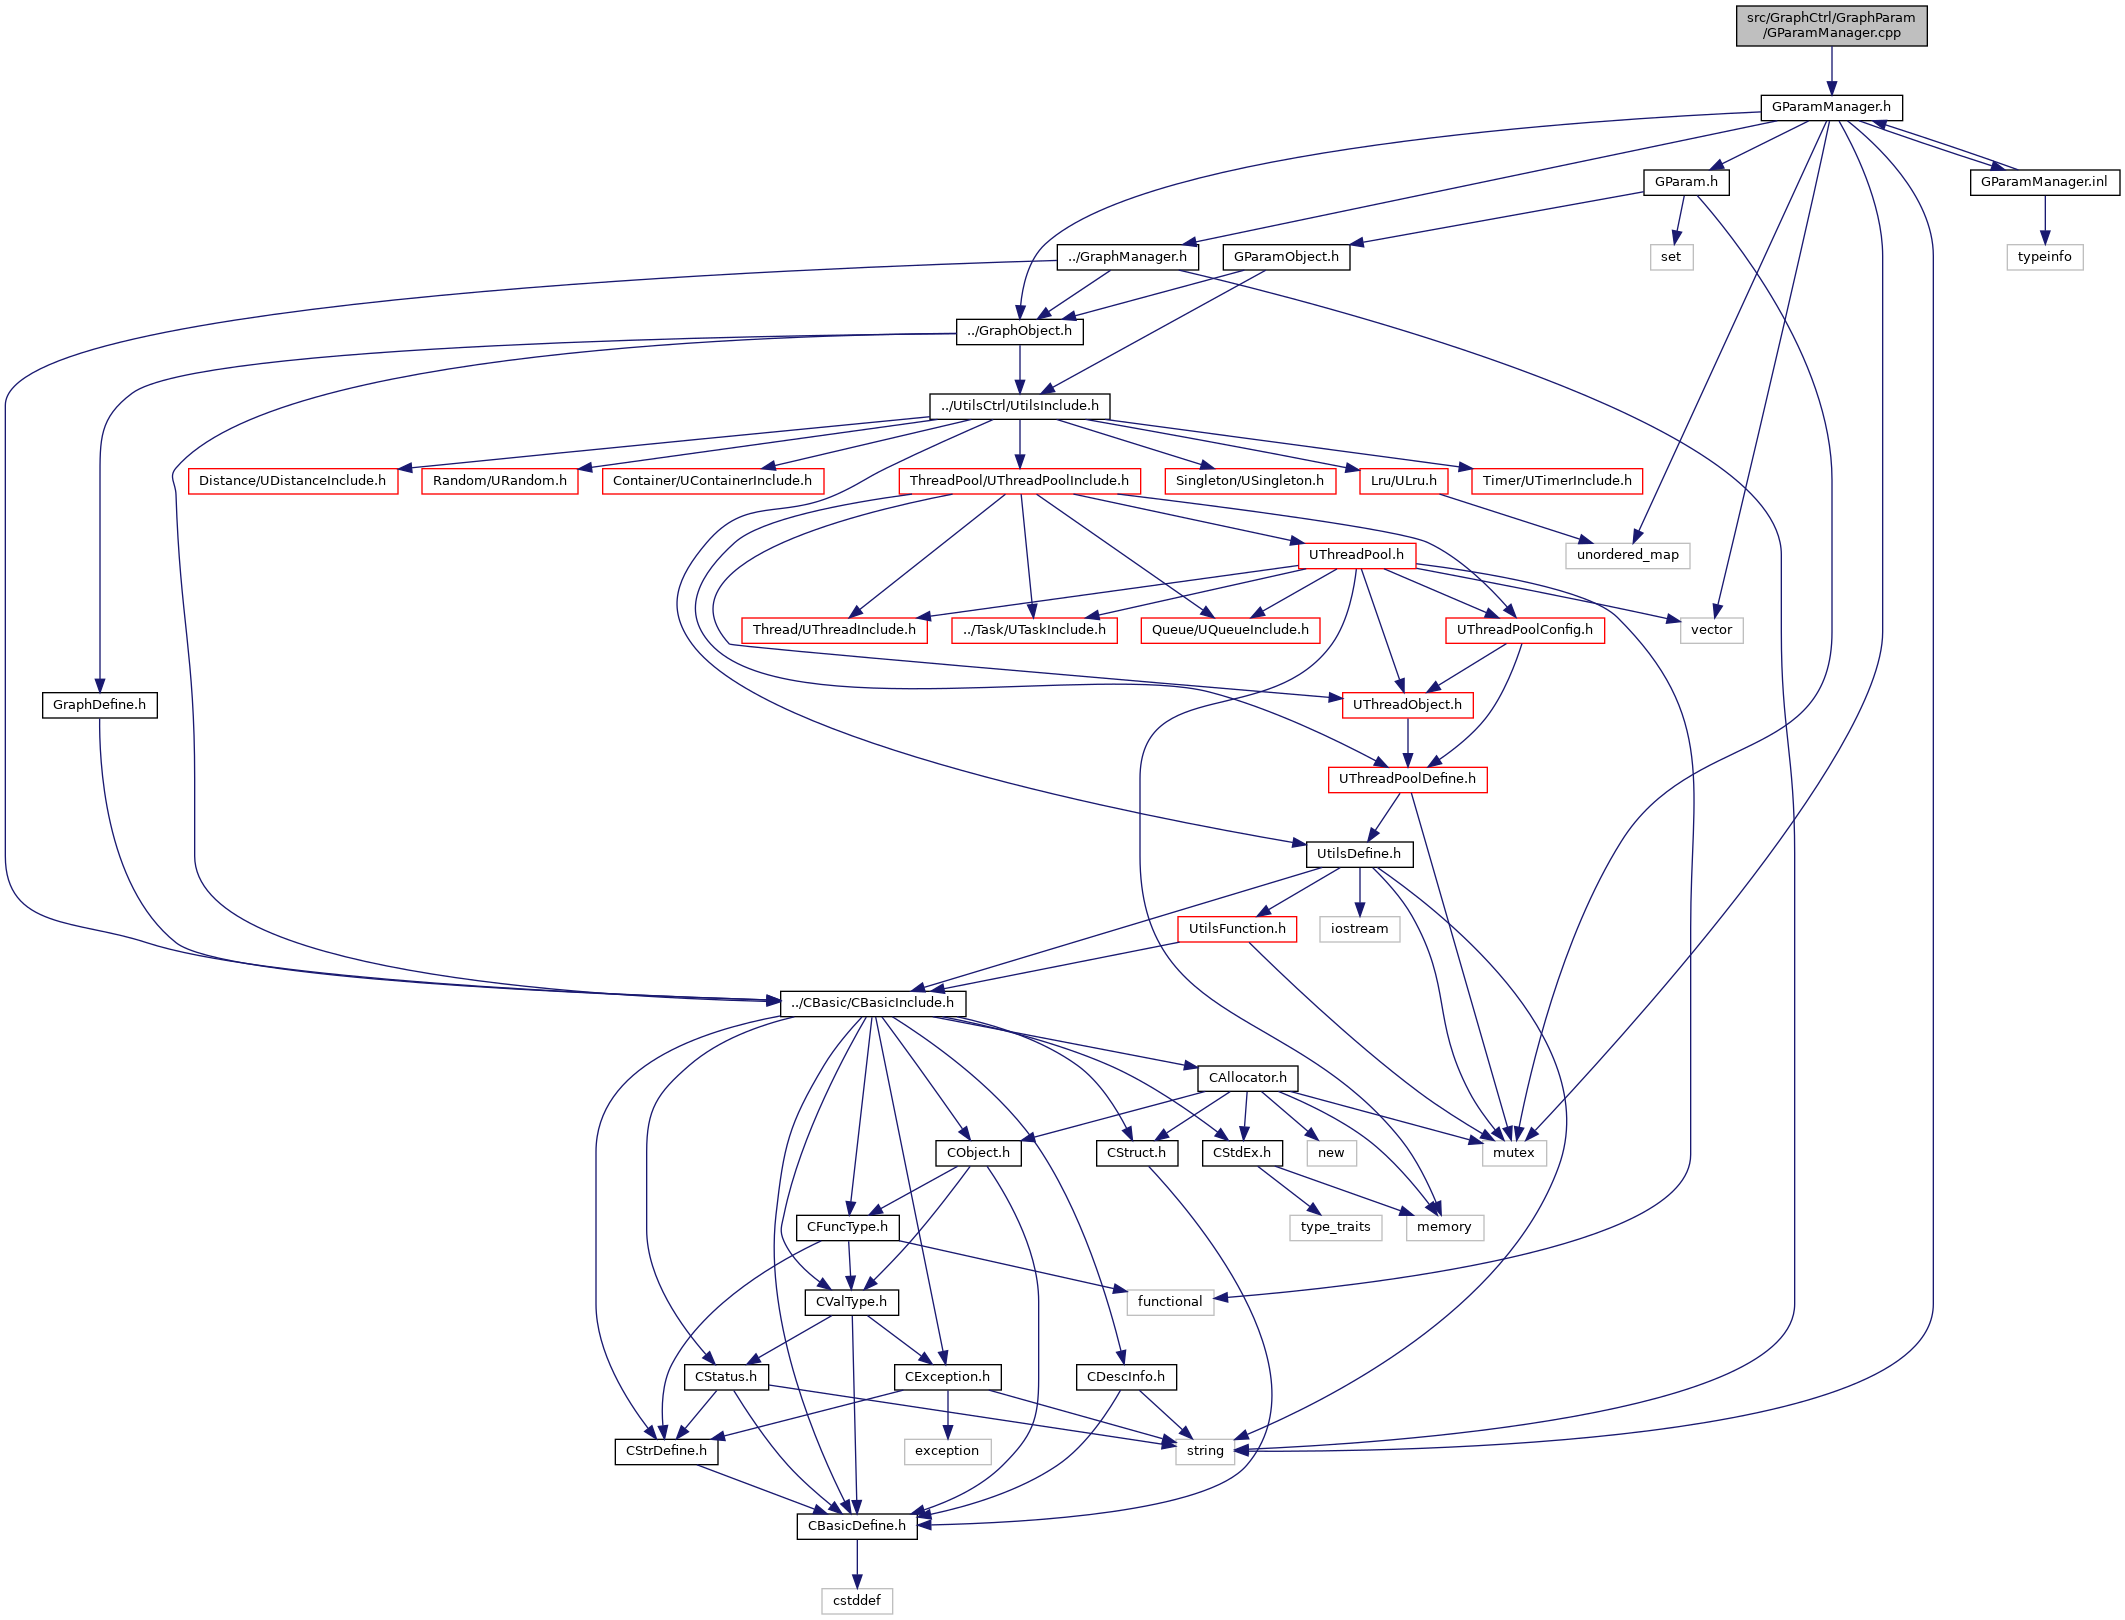 src/GraphCtrl/GraphParam
/GParamManager.cpp
GParamManager.h
GParam.h
GParamManager.inl
../GraphManager.h
GParamObject.h
set
typeinfo
../GraphObject.h
../UtilsCtrl/UtilsInclude.h
Distance/UDistanceInclude.h
Random/URandom.h
Container/UContainerInclude.h
ThreadPool/UThreadPoolInclude.h
Singleton/USingleton.h
Lru/ULru.h
Timer/UTimerInclude.h
UThreadPool.h
unordered_map
Thread/UThreadInclude.h
../Task/UTaskInclude.h
Queue/UQueueInclude.h
UThreadPoolConfig.h
vector
GraphDefine.h
UThreadObject.h
UThreadPoolDefine.h
UtilsDefine.h
UtilsFunction.h
iostream
../CBasic/CBasicInclude.h
CAllocator.h
CObject.h
CStruct.h
CStdEx.h
new
mutex
CFuncType.h
type_traits
memory
CValType.h
functional
CStatus.h
CException.h
CDescInfo.h
CStrDefine.h
exception
string
CBasicDefine.h
cstddef